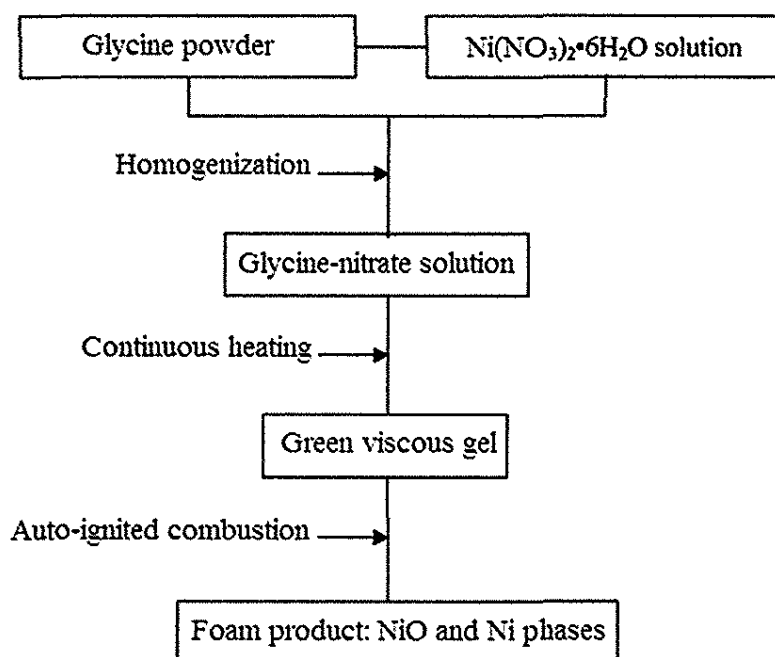 Glycine powder
Ni(NO₃)₂•6H₂O solution
Homogenization
Glycine-nitrate solution
Continuous heating
Green viscous gel
Auto-ignited combustion
Foam product: NiO and Ni phases